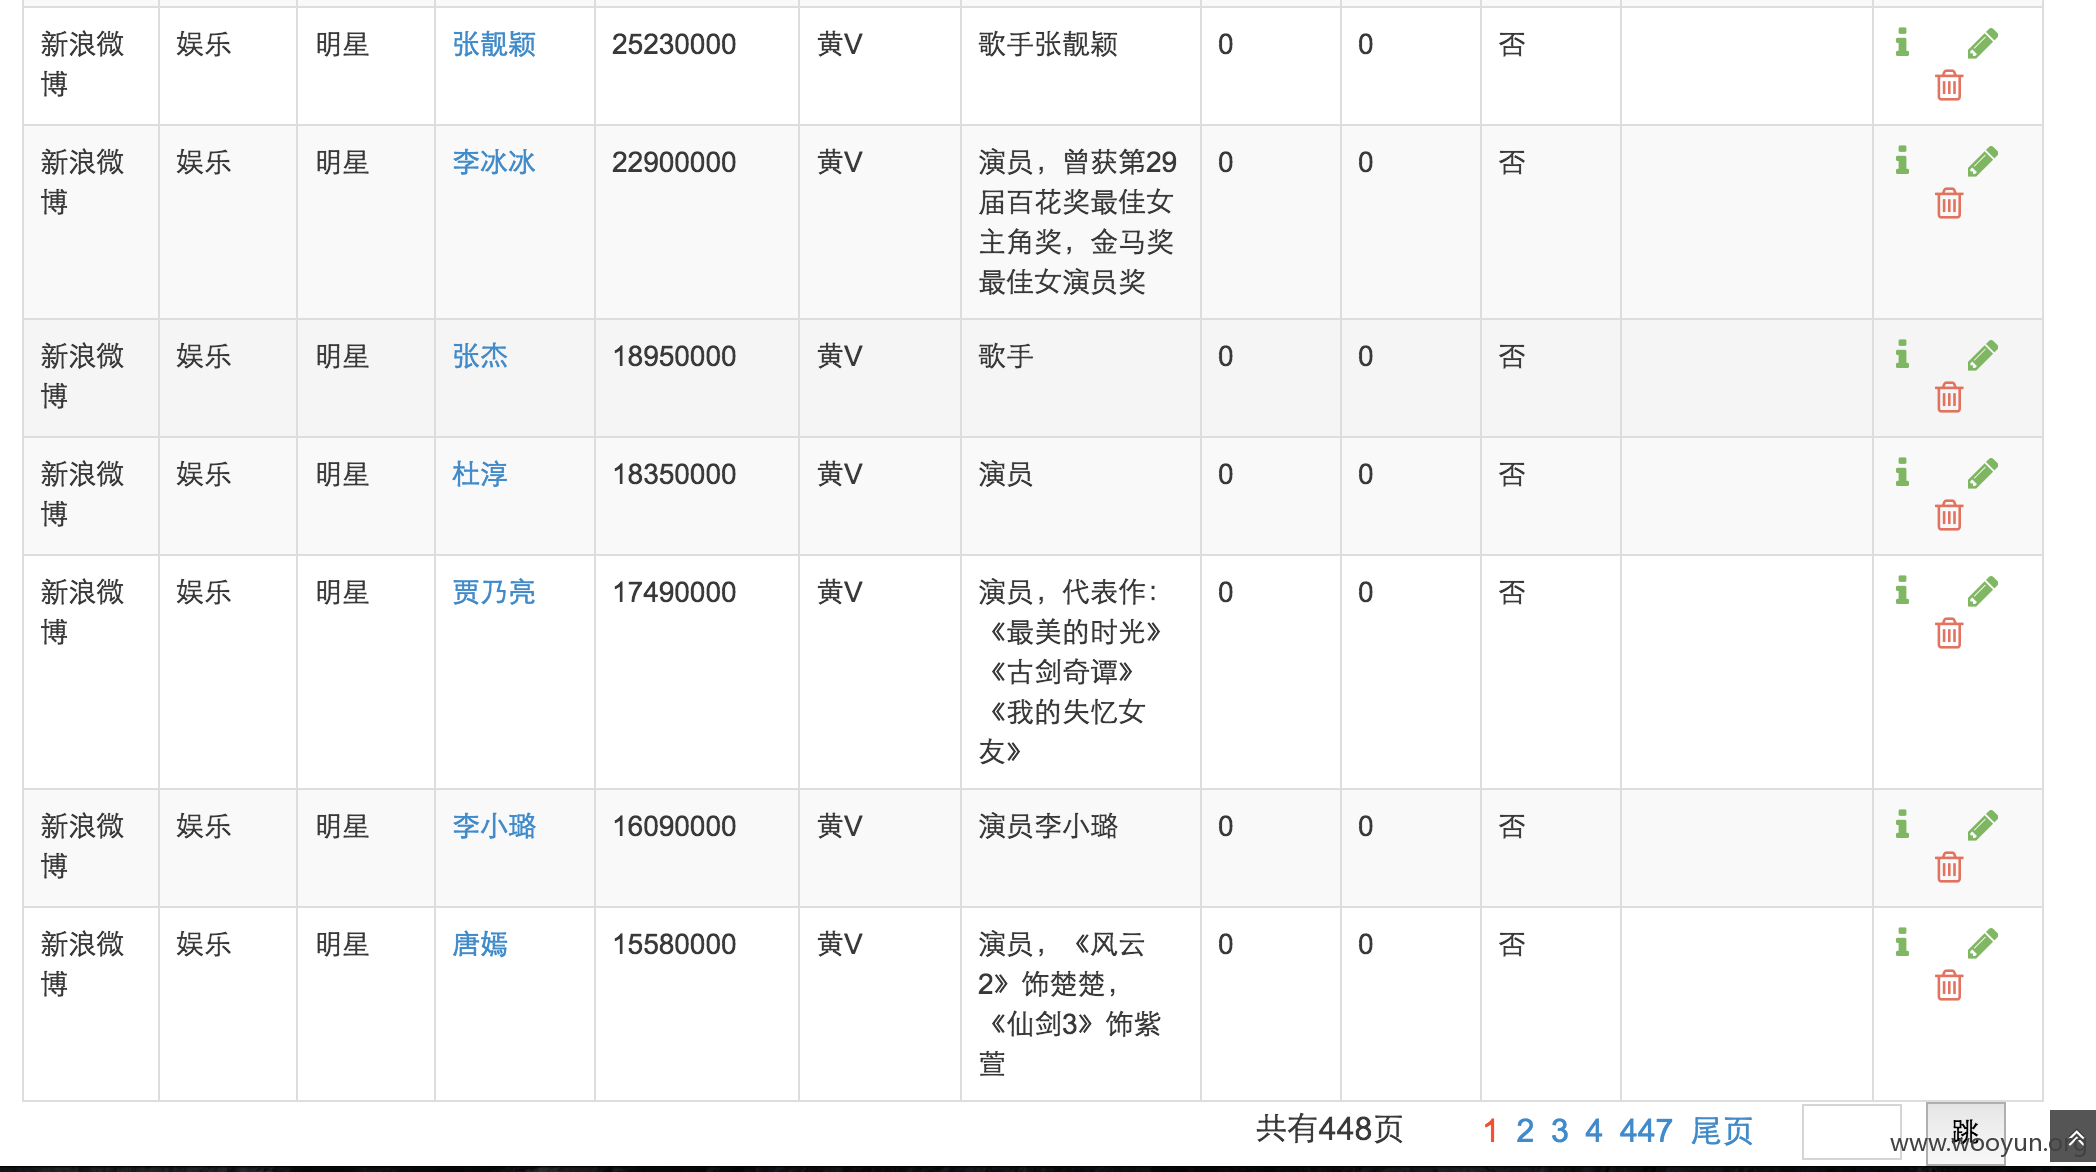 新浪微博 娱乐 明星 张靓颖 25230000 黄V 歌手张靓颖 0 0 否
新浪微博 娱乐 明星 李冰冰 22900000 黄V 演员，曾获第29届百花奖最佳女主角奖，金马奖最佳女演员奖 0 0 否
新浪微博 娱乐 明星 张杰 18950000 黄V 歌手 0 0 否
新浪微博 娱乐 明星 杜淳 18350000 黄V 演员 0 0 否
新浪微博 娱乐 明星 贾乃亮 17490000 黄V 演员，代表作：《最美的时光》《古剑奇谭》《我的失忆女友》 0 0 否
新浪微博 娱乐 明星 李小璐 16090000 黄V 演员李小璐 0 0 否
新浪微博 娱乐 明星 唐嫣 15580000 黄V 演员，《风云2》饰楚楚，《仙剑3》饰紫萱 0 0 否
共有448页 1 2 3 4 447 尾页 跳
www.wooyun.org